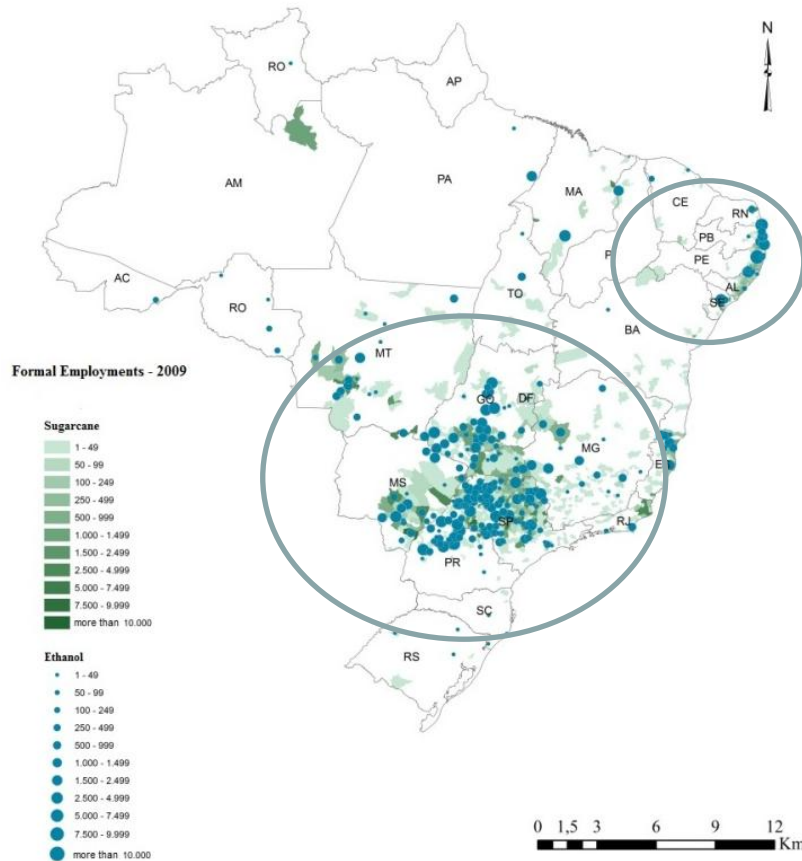 N
RO
AP
AM
PA
MA
CE
RN
PB
PE
P
AL
SE
AC
RO
TO
BA
MT
GO
DF
MG
E
MS
SP
RJ
PR
SC
RS
Formal Employments - 2009
Sugarcane
1 - 49
50 - 99
100 - 249
250 - 499
500 - 999
1.000 - 1.499
1.500 - 2.499
2.500 - 4.999
5.000 - 7.499
7.500 - 9.999
more than 10.000
Ethanol
1 - 49
50 - 99
100 - 249
250 - 499
500 - 999
1.000 - 1.499
1.500 - 2.499
2.500 - 4.999
5.000 - 7.499
7.500 - 9.999
more than 10.000
0 1,5 3 6 9 12
Km